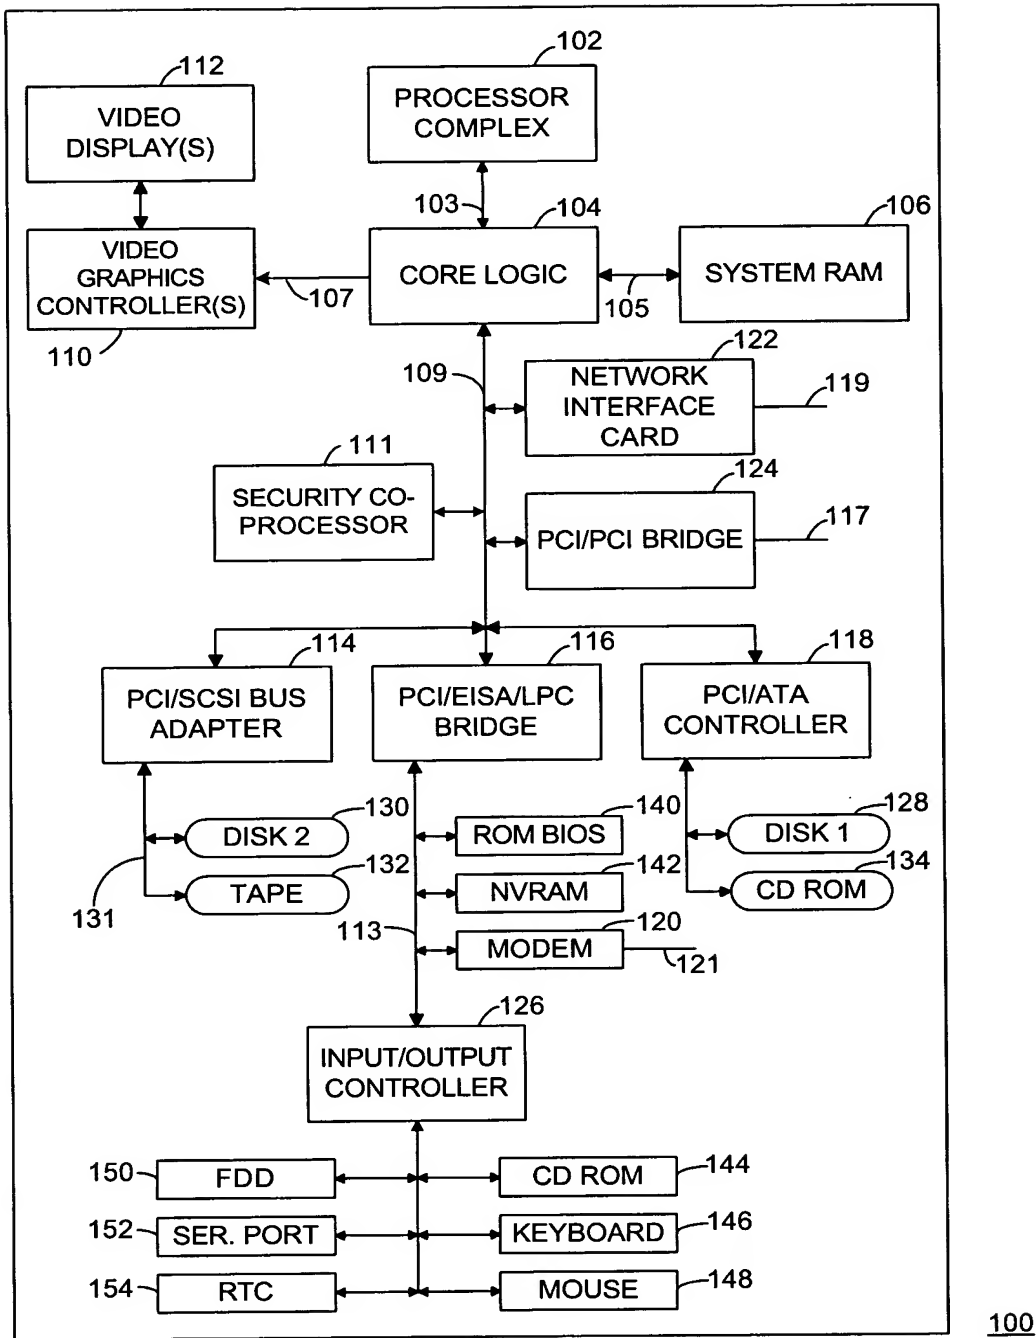 102
112
PROCESSOR
COMPLEX
VIDEO
DISPLAY(S)
103
104
106
VIDEO
GRAPHICS
CONTROLLER(S)
CORE LOGIC
SYSTEM RAM
107
105
110
122
109
NETWORK
INTERFACE
CARD
119
111
124
SECURITY CO-
PROCESSOR
PCI/PCI BRIDGE
117
114
116
118
PCI/SCSI BUS
ADAPTER
PCI/EISA/LPC
BRIDGE
PCI/ATA
CONTROLLER
130
140
128
DISK 2
ROM BIOS
DISK 1
132
142
134
TAPE
NVRAM
CD ROM
131
113
120
MODEM
121
126
INPUT/OUTPUT
CONTROLLER
150
FDD
CD ROM
144
152
SER. PORT
KEYBOARD
146
154
RTC
MOUSE
148
100